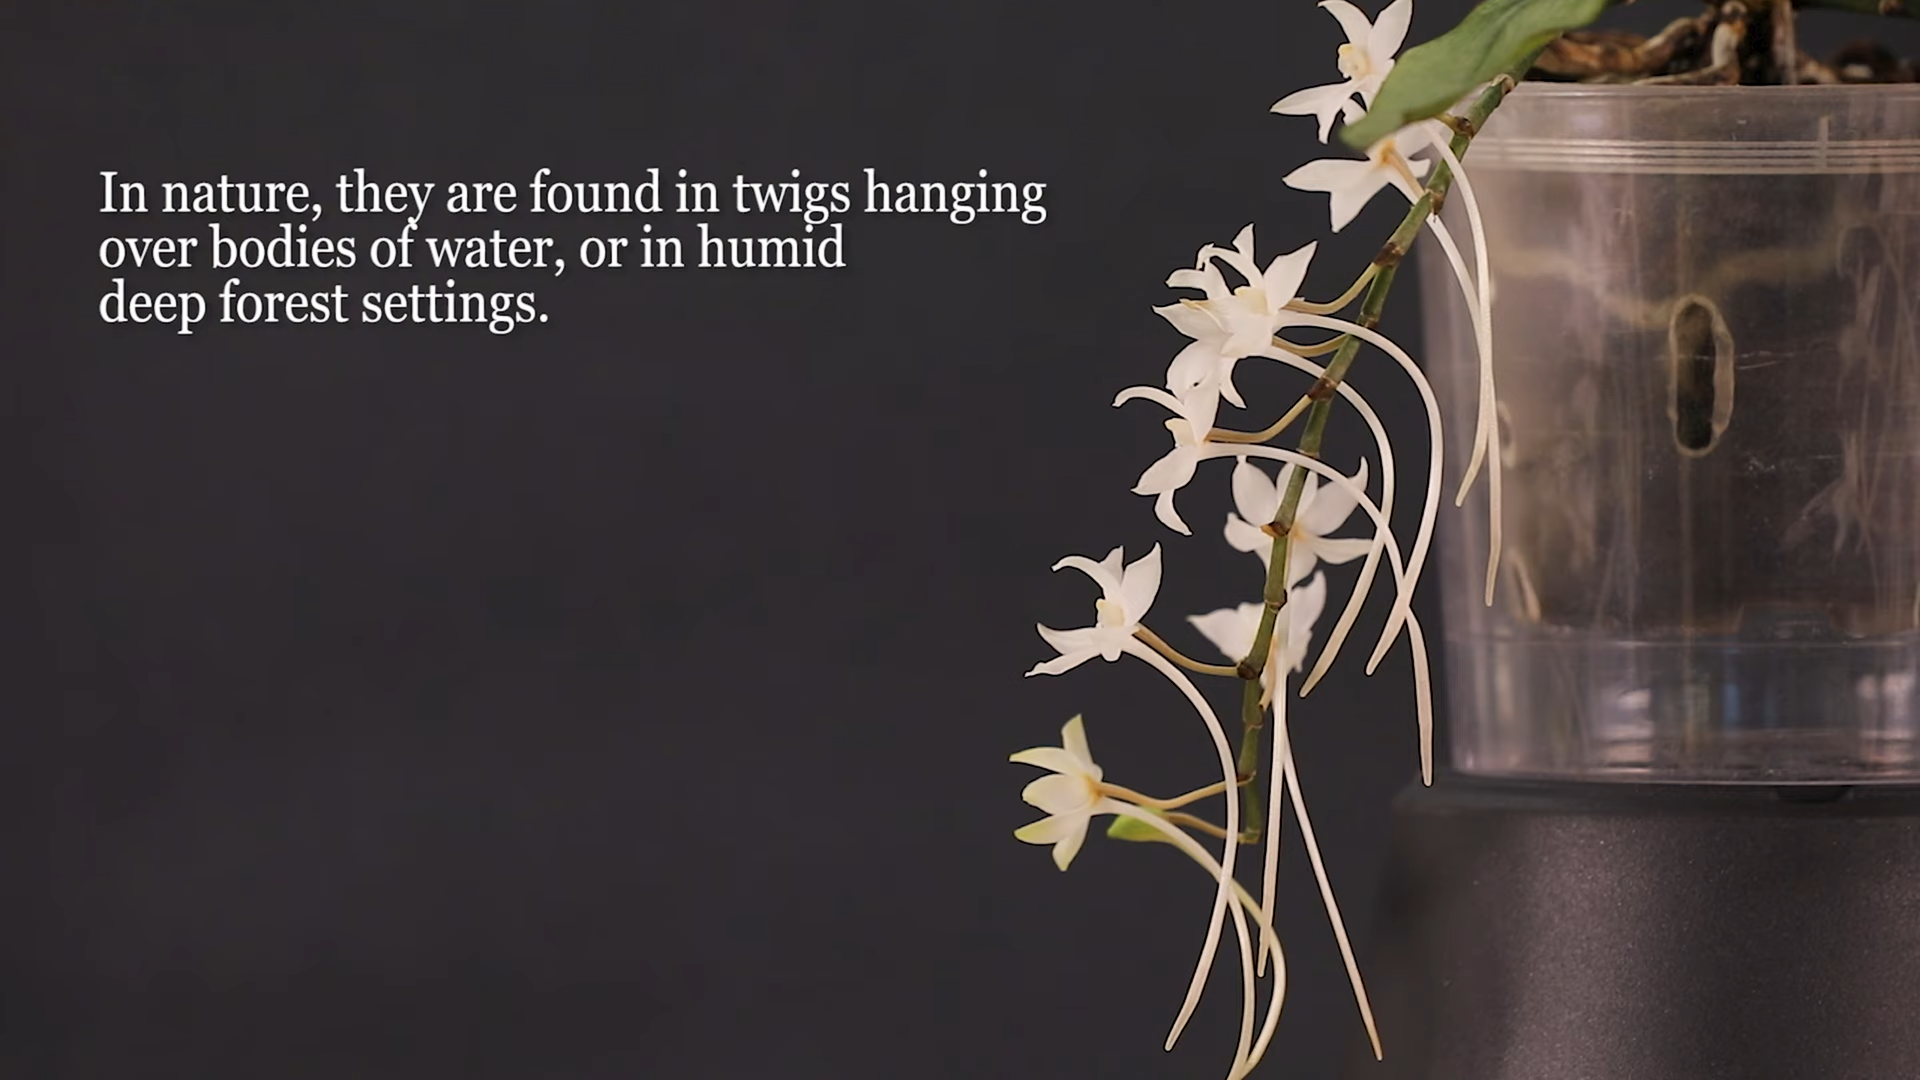 In nature, they are found in twigs hanging
over bodies of water, or in humid
deep forest settings.